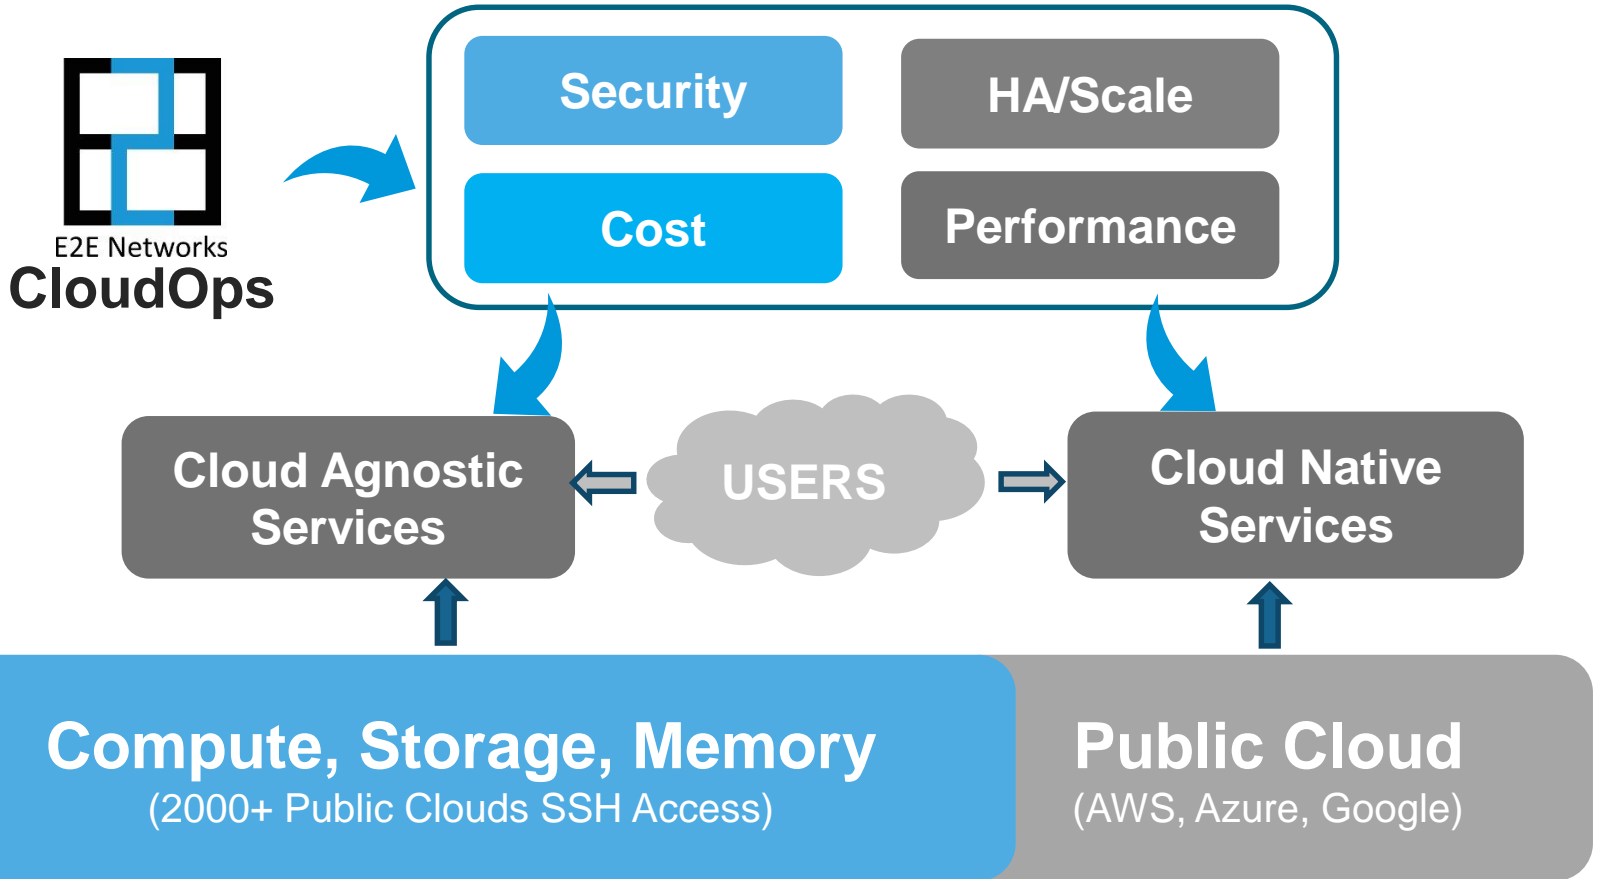 Security
HA/Scale
Cost
Performance
E2E Networks
CloudOps
Cloud Agnostic
Services
USERS
Cloud Native
Services
Compute, Storage, Memory
(2000+ Public Clouds SSH Access)
Public Cloud
(AWS, Azure, Google)